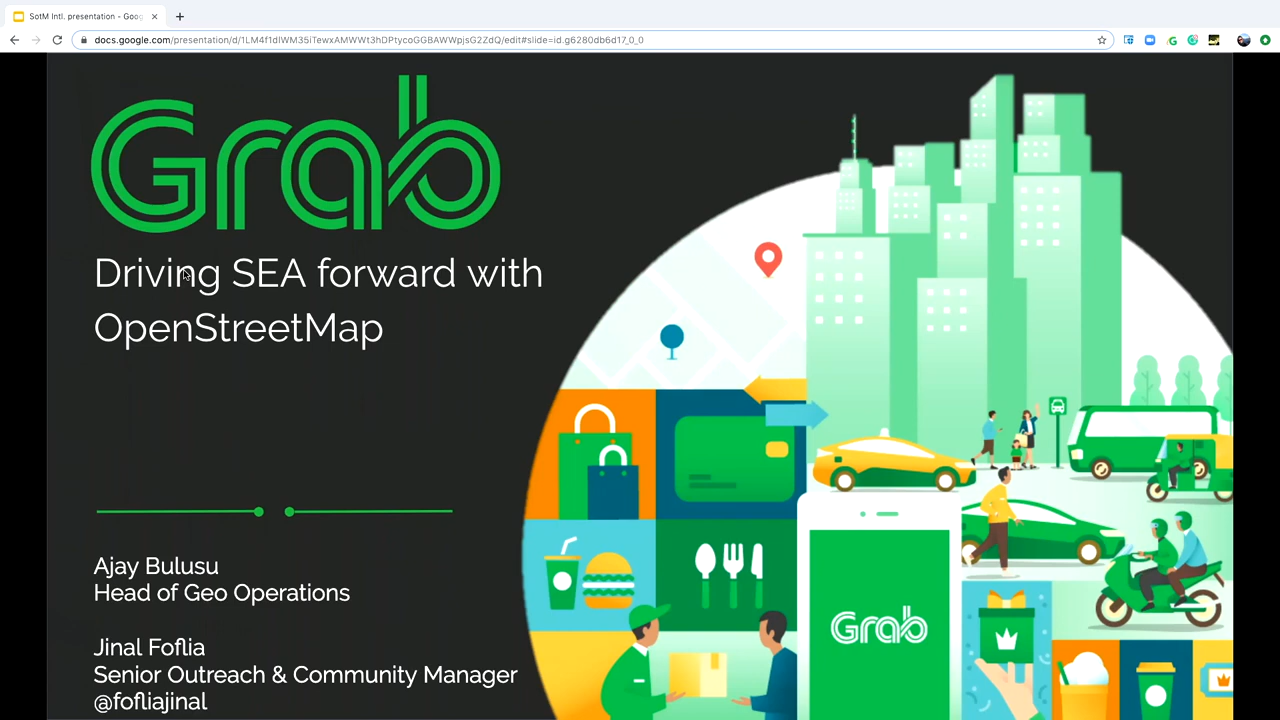 SotM Intl. presentation - Goog
docs.google.com/presentation/d/1LM4f1dlWM35iTewxAMWWt3hDPtycoGGBAWWpjsG2ZdQ/edit#slide=id.g6280db6d17_0_0
Grab
Driving SEA forward with
OpenStreetMap
Ajay Bulusu
Head of Geo Operations
Jinal Foflia
Senior Outreach & Community Manager
@fofliajinal
Grab